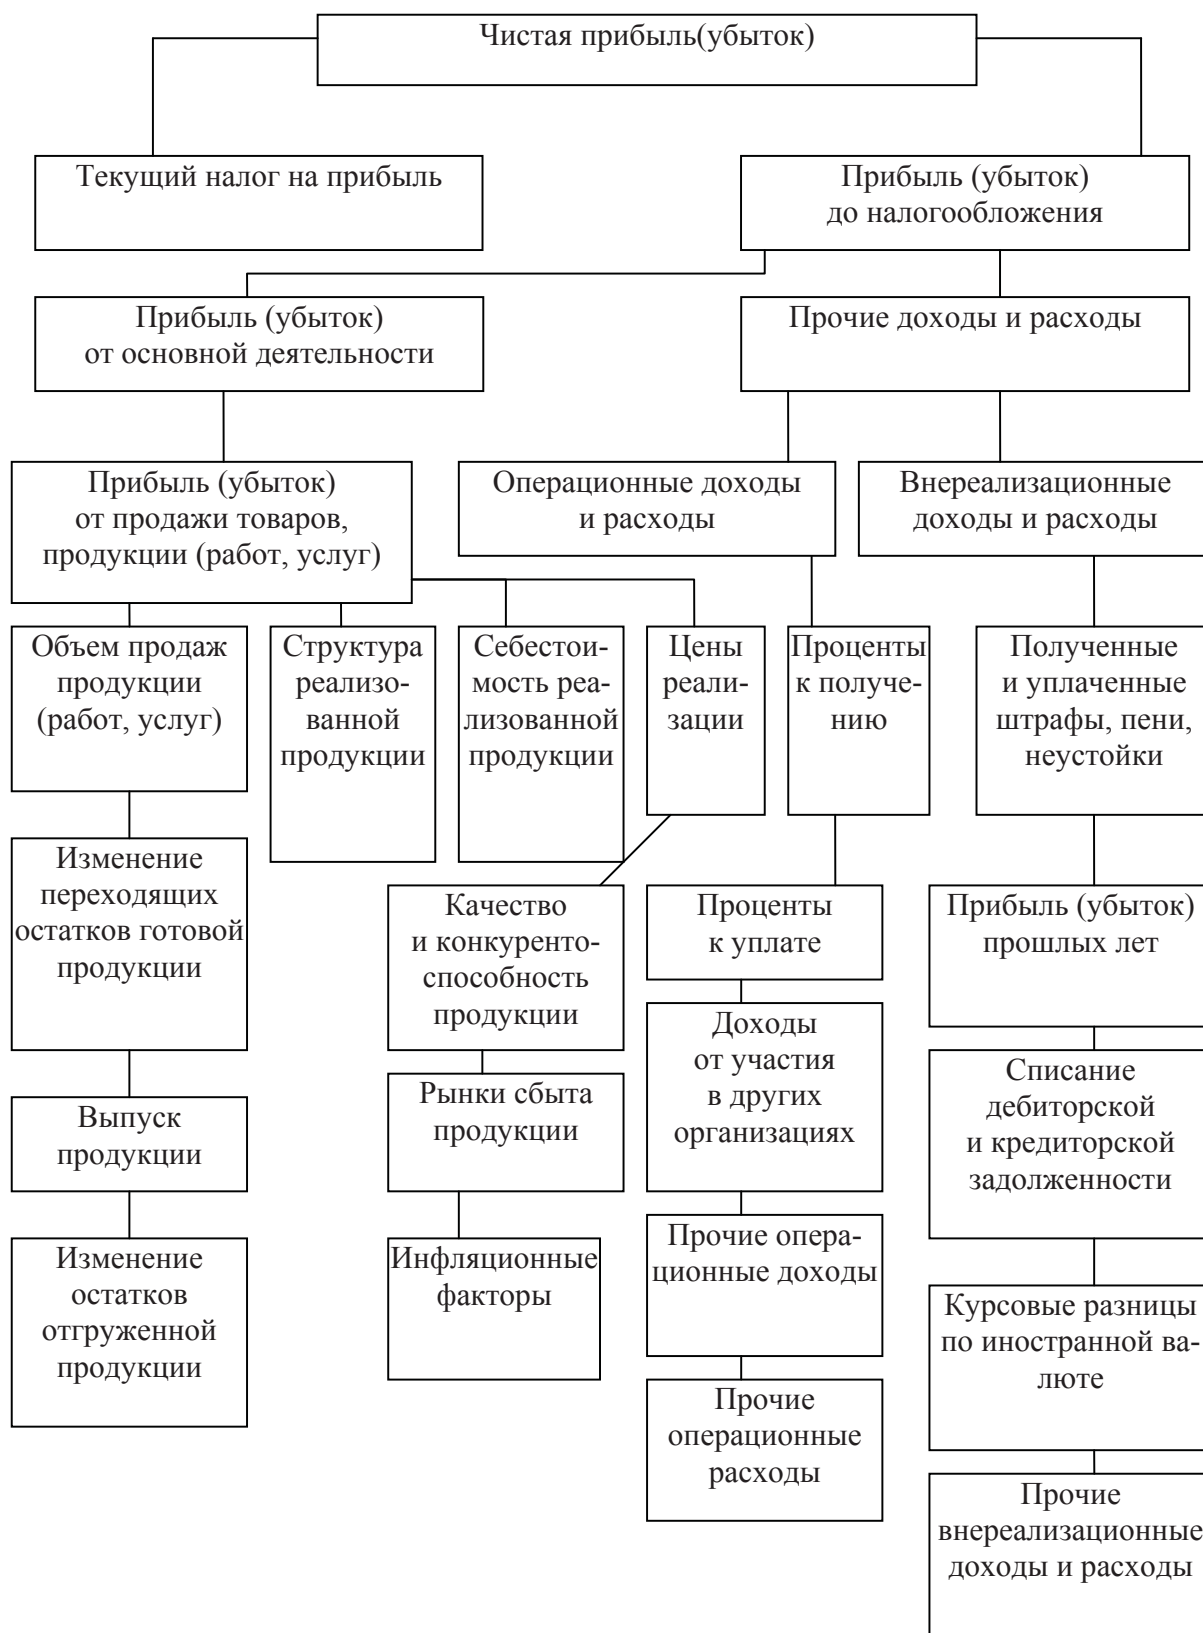 Чистая прибыль(убыток)
Текущий налог на прибыль
Прибыль (убыток)
до налогообложения
Прибыль (убыток)
от основной деятельности
Прочие доходы и расходы
Прибыль (убыток)
от продажи товаров,
продукции (работ, услуг)
Операционные доходы
и расходы
Внереализационные
доходы и расходы
Объем продаж
продукции
(работ, услуг)
Структура
реализо-
ванной
продукции
Себестои-
мость реа-
лизованной
продукции
Цены
реали-
зации
Проценты
к получе-
нию
Полученные
и уплаченные
штрафы, пени,
неустойки
Изменение
переходящих
остатков готовой
продукции
Качество
и конкуренто-
способность
продукции
Проценты
к уплате
Прибыль (убыток)
прошлых лет
Доходы
от участия
в других
организациях
Списание
дебиторской
и кредиторской
задолженности
Выпуск
продукции
Рынки сбыта
продукции
Изменение
остатков
отгруженной
продукции
Инфляционные
факторы
Прочие опера-
ционные доходы
Курсовые разницы
по иностранной ва-
люте
Прочие
операционные
расходы
Прочие
внереализационные
доходы и расходы